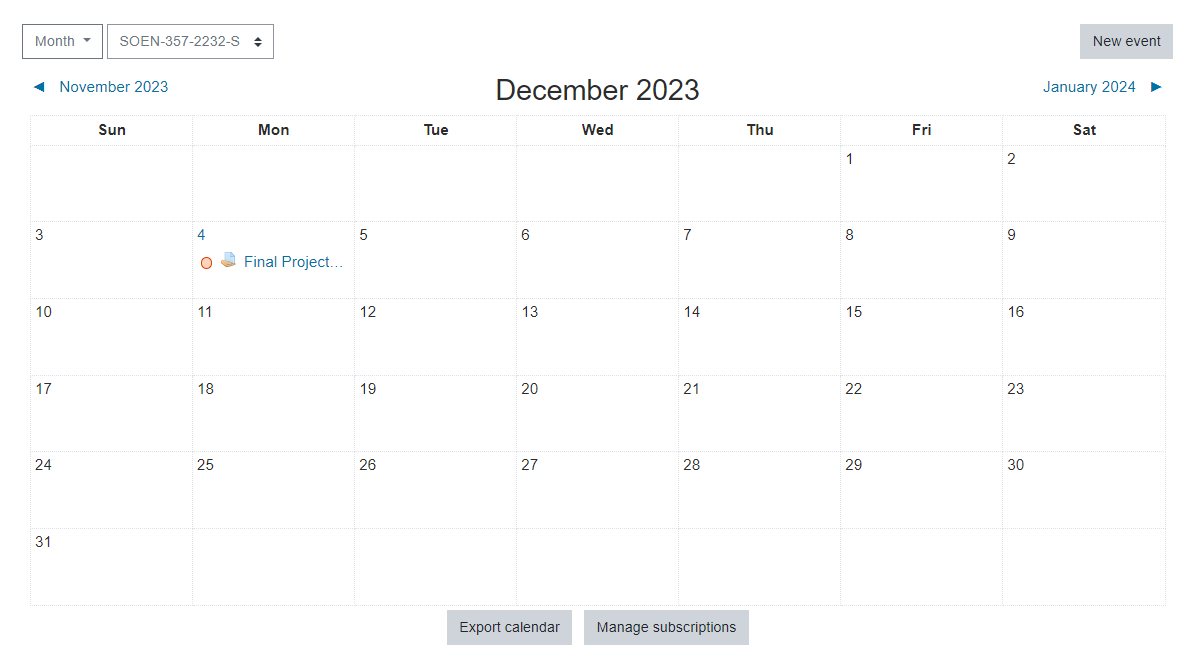 Month SOEN-357-2232-S New event
◀ November 2023 December 2023 January 2024 ▶
Sun Mon Tue Wed Thu Fri Sat
1 2
3 4 5 6 7 8 9
Final Project...
10 11 12 13 14 15 16
17 18 19 20 21 22 23
24 25 26 27 28 29 30
31
Export calendar Manage subscriptions